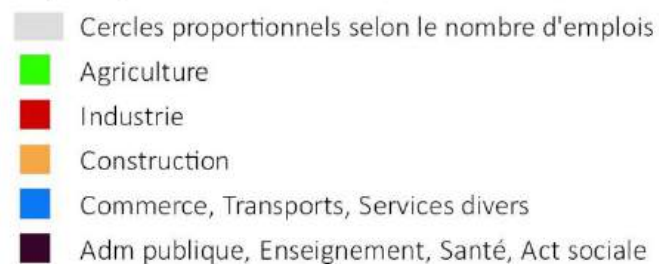 Cercles proportionnels selon le nombre d'emplois
Agriculture
Industrie
Construction
Commerce, Transports, Services divers
Adm publique, Enseignement, Santé, Act sociale